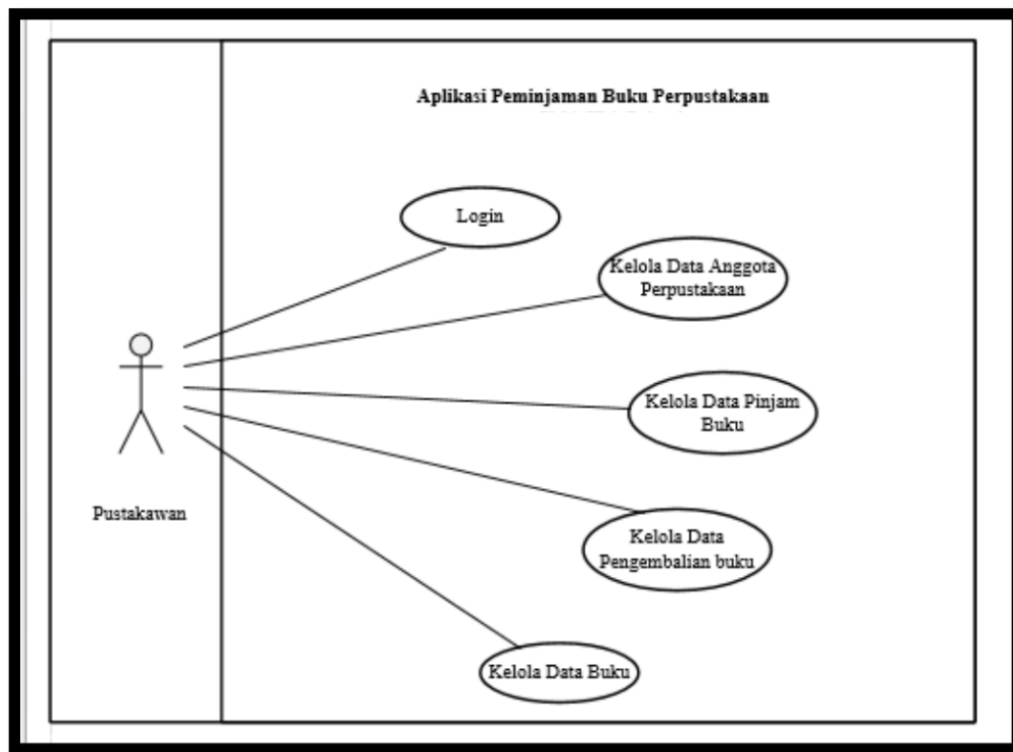 Aplikasi Peminjaman Buku Perpustakaan
Login
Kelola Data Anggota
Perpustakaan
Kelola Data Pinjam
Buku
Kelola Data
Pengembalian buku
Kelola Data Buku
Pustakawan